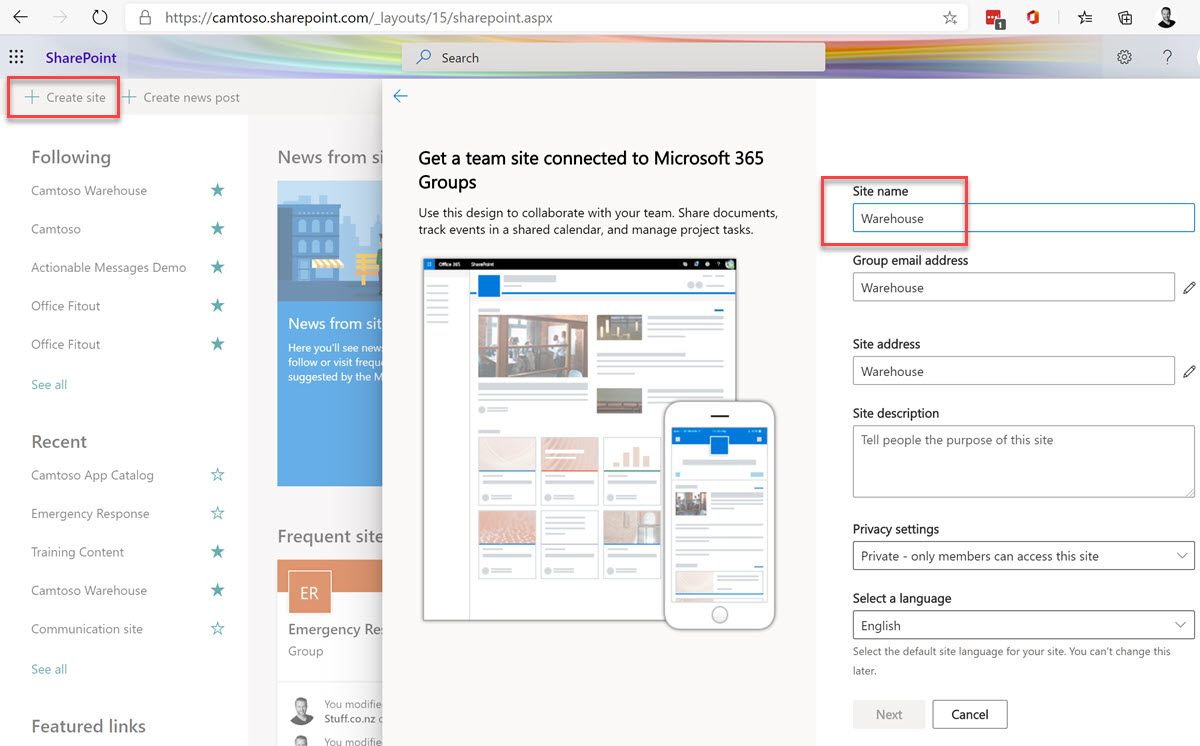 https://camtoso.sharepoint.com/_layouts/15/sharepoint.aspx
1
SharePoint
Search
?
+ Create site
+ Create news post
Following
Camtoso Warehouse
Camtoso
Actionable Messages Demo
Office Fitout
Office Fitout
See all
Recent
Camtoso App Catalog
Emergency Response
Training Content
Camtoso Warehouse
Communication site
See all
Featured links
News from si
News from sit
Here you'll see new
follow or visit freque
suggested by the M
Frequent site
ER
Emergency Re
Group
You modifie
Stuff.co.nz
You modifie
Get a team site connected to Microsoft 365
Groups
Use this design to collaborate with your team. Share documents,
track events in a shared calendar, and manage project tasks.
Office 365
SharePoint
Site name
Warehouse
Group email address
Warehouse
Site address
Warehouse
Site description
Tell people the purpose of this site
Privacy settings
Private - only members can access this site
Select a language
English
Select the default site language for your site. You can't change this
later.
Next
Cancel